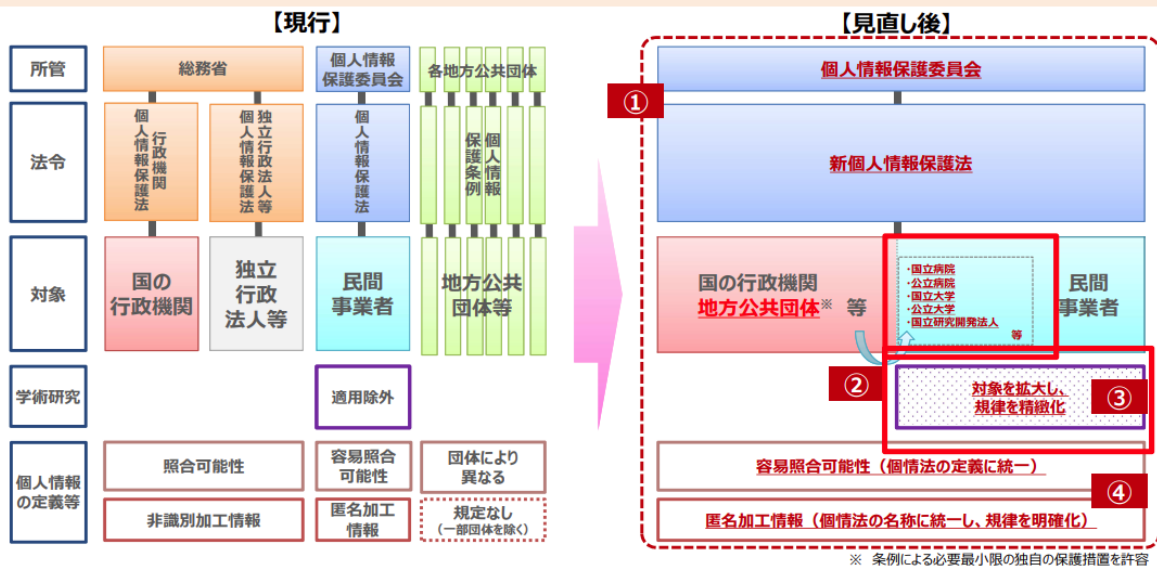 【現行】
【見直し後】
所管
総務省
個人情報
保護委員会
各地方公共団体
個人情報保護委員会
①
法令
行政機関
個人情報保護法
独立行政法人等
個人情報保護法
個人情報保護法
個人情報
保護条例
新個人情報保護法
対象
国の
行政機関
独立
行政
法人等
民間
事業者
地方公共
団体等
国の行政機関
地方公共団体※ 等
・国立病院
・公立病院
・国立大学
・公立大学
・国立研究開発法人
等
民間
事業者
②
学術研究
適用除外
対象を拡大し、
規律を精緻化
③
個人情報
の定義等
照合可能性
容易照合
可能性
団体により
異なる
容易照合可能性（個情法の定義に統一）
④
非識別加工情報
匿名加工
情報
規定なし
（一部団体を除く）
匿名加工情報（個情法の名称に統一し、規律を明確化）
※ 条例による必要最小限の独自の保護措置を許容